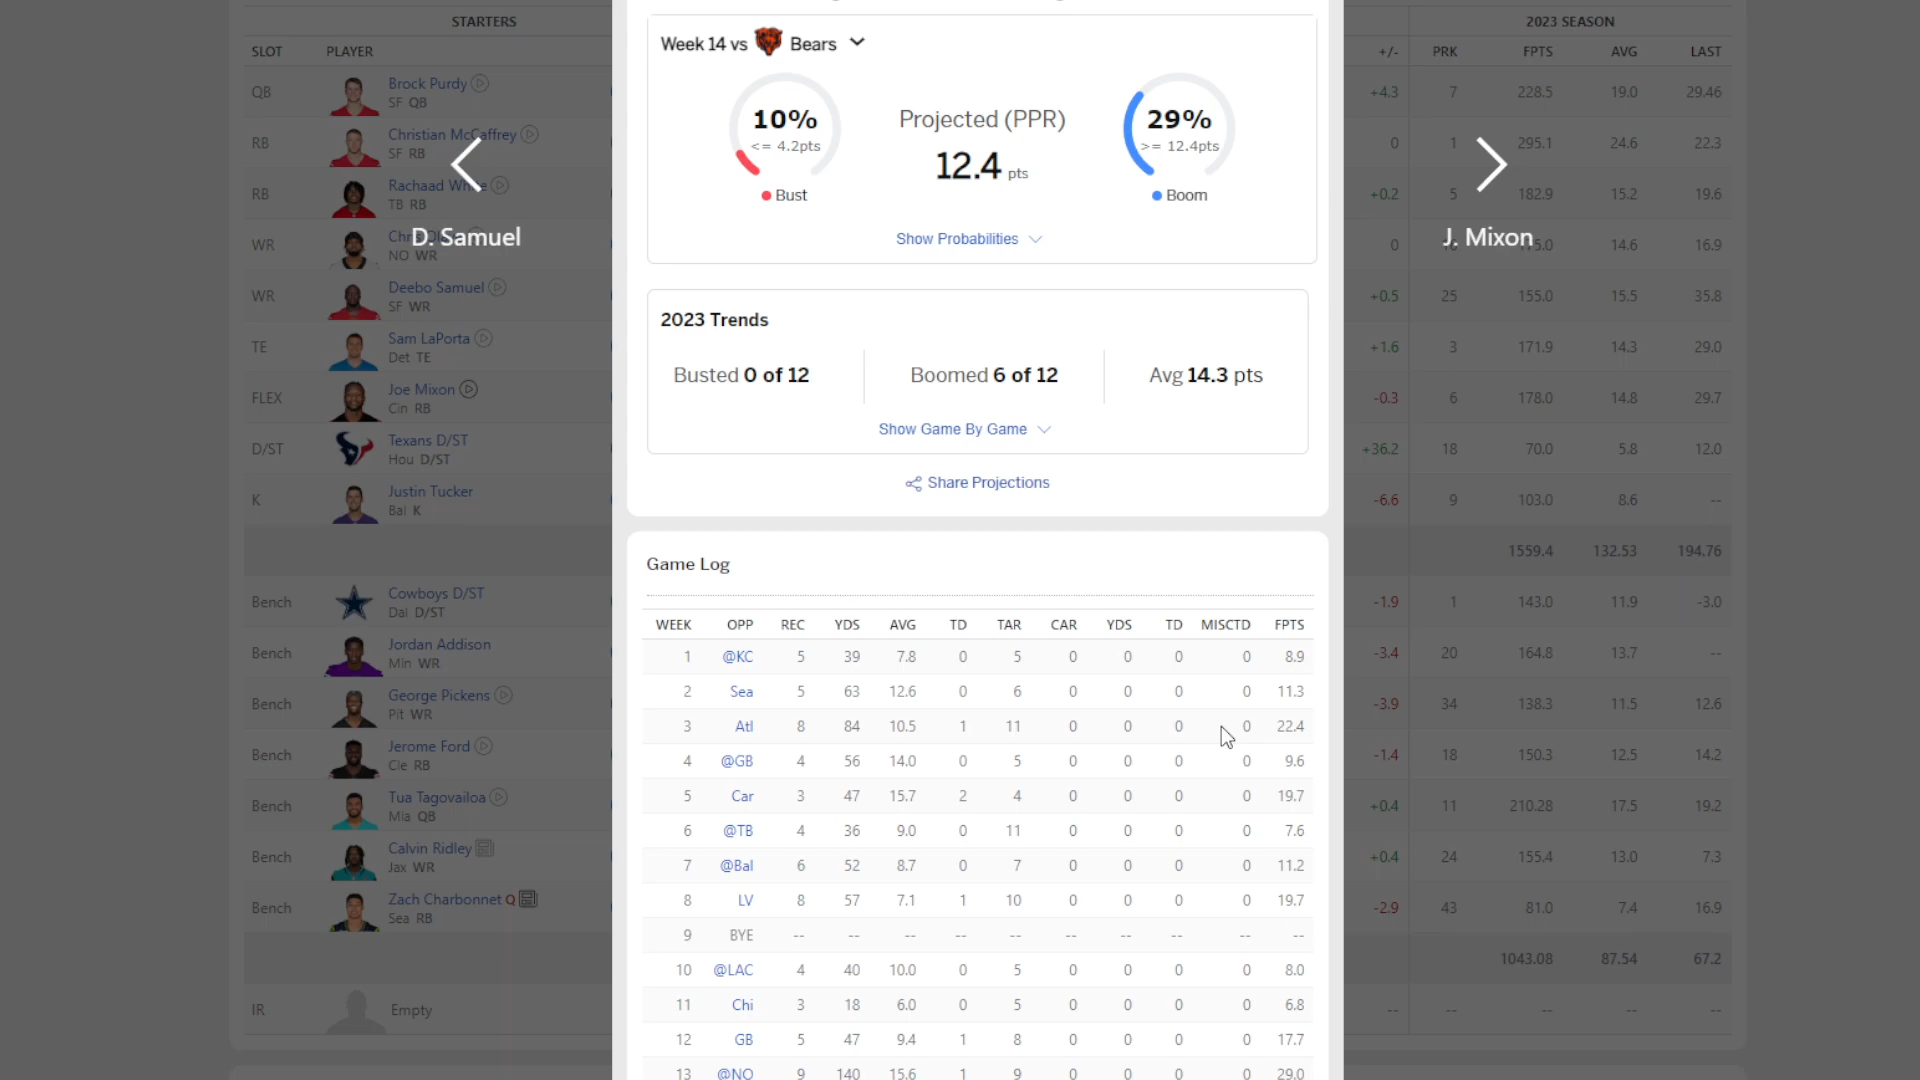 STARTERS
SLOT PLAYER
QB Brock Purdy
SF QB
RB Christian McCaffrey
SF RB
RB Rachaad White
TB RB
WR
NO WR
WR Deebo Samuel
SF WR
TE Sam LaPorta
Det TE
FLEX Joe Mixon
Cin RB
D/ST Texans D/ST
Hou D/ST
K Justin Tucker
Bal K
Bench Cowboys D/ST
Dal D/ST
Bench Jordan Addison
Min WR
Bench George Pickens
Pit WR
Bench Jerome Ford
Cle RB
Bench Tua Tagovailoa
Mia QB
Bench Calvin Ridley
Jax WR
Bench Zach Charbonnet Q
Sea RB
IR Empty
D. Samuel
Week 14 vs Bears
10%
<= 4.2pts
Bust
Projected (PPR)
12.4 pts
29%
>= 12.4pts
Boom
Show Probabilities
2023 Trends
Busted 0 of 12
Boomed 6 of 12
Avg 14.3 pts
Show Game By Game
Share Projections
Game Log
WEEK OPP REC YDS AVG TD TAR CAR YDS TD MISCTD FPTS
1 @KC 5 39 7.8 0 5 0 0 0 0 8.9
2 Sea 5 63 12.6 0 6 0 0 0 0 11.3
3 Atl 8 84 10.5 1 11 0 0 0 0 22.4
4 @GB 4 56 14.0 0 5 0 0 0 0 9.6
5 Car 3 47 15.7 2 4 0 0 0 0 19.7
6 @TB 4 36 9.0 0 11 0 0 0 0 7.6
7 @Bal 6 52 8.7 0 7 0 0 0 0 11.2
8 LV 8 57 7.1 1 10 0 0 0 0 19.7
9 BYE -- -- -- -- -- -- -- -- -- --
10 @LAC 4 40 10.0 0 5 0 0 0 0 8.0
11 Chi 3 18 6.0 0 5 0 0 0 0 6.8
12 GB 5 47 9.4 1 8 0 0 0 0 17.7
13 @NO 9 140 15.6 1 9 0 0 0 0 29.0
J. Mixon
2023 SEASON
+/- PRK FPTS AVG LAST
+4.3 7 228.5 19.0 29.46
0 1 295.1 24.6 22.3
+0.2 5 182.9 15.2 19.6
0 14.6 16.9
+0.5 25 155.0 15.5 35.8
+1.6 3 171.9 14.3 29.0
-0.3 6 178.0 14.8 29.7
+36.2 18 70.0 5.8 12.0
-6.6 9 103.0 8.6 --
1559.4 132.53 194.76
-1.9 1 143.0 11.9 -3.0
-3.4 20 164.8 13.7 --
-3.9 34 138.3 11.5 12.6
-1.4 18 150.3 12.5 14.2
+0.4 11 210.28 17.5 19.2
+0.4 24 155.4 13.0 7.3
-2.9 43 81.0 7.4 16.9
1043.08 87.54 67.2
-- -- -- -- --